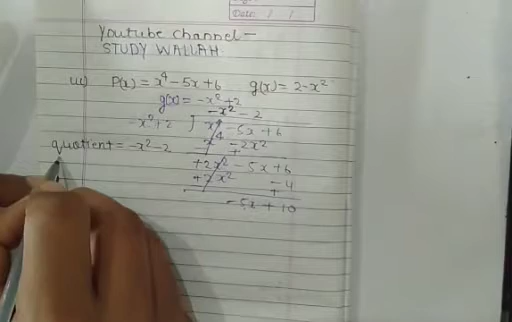 Date: / /
Youtube Channel-
STUDY WALLAH
iii) P(x) = x⁴-5x+6 g(x) = 2-x²
g(x) = -x²+2
-x²-2
-x²+2 ) x⁴-5x+6
x⁴ -2x²
- +
+2x²-5x+6
quotient = -x²-2
+2x² -4
- +
-5x+10